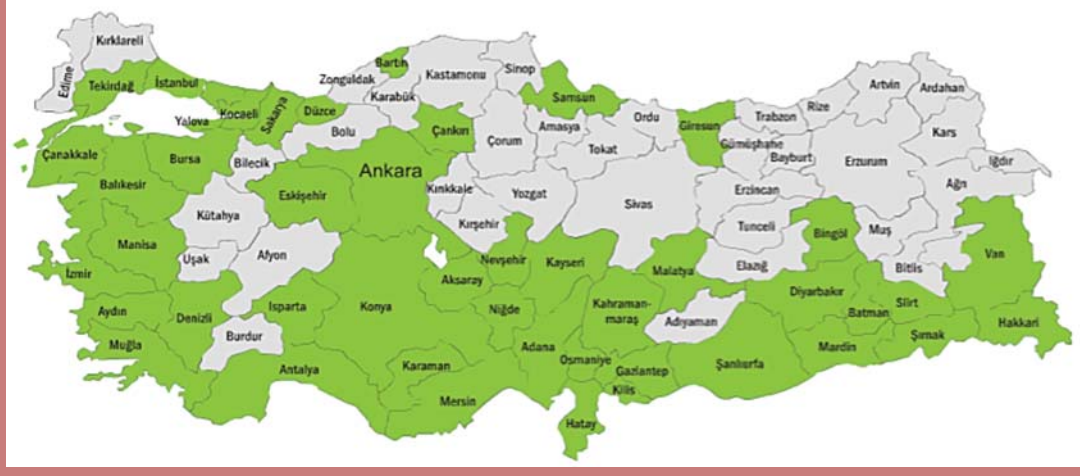 Kırklareli
Edirne
Tekirdağ
İstanbul
Yalova
Kocaeli
Sakarya
Düzce
Zonguldak
Bartın
Karabük
Kastamonu
Sinop
Samsun
Ordu
Giresun
Trabzon
Rize
Artvin
Ardahan
Kars
Iğdır
Ağrı
Erzurum
Bayburt
Gümüşhane
Çanakkale
Balıkesir
Bursa
Bilecik
Bolu
Çankırı
Çorum
Amasya
Tokat
Ankara
Eskişehir
Kırıkkale
Yozgat
Sivas
Erzincan
Tunceli
Bingöl
Muş
Bitlis
Van
Kütahya
Manisa
Uşak
Afyon
Kırşehir
Nevşehir
Kayseri
Malatya
Elazığ
İzmir
Aydın
Denizli
Isparta
Konya
Aksaray
Niğde
Kahraman-
maraş
Adıyaman
Diyarbakır
Batman
Siirt
Şırnak
Hakkari
Muğla
Burdur
Antalya
Karaman
Mersin
Adana
Osmaniye
Gaziantep
Kilis
Hatay
Şanlıurfa
Mardin